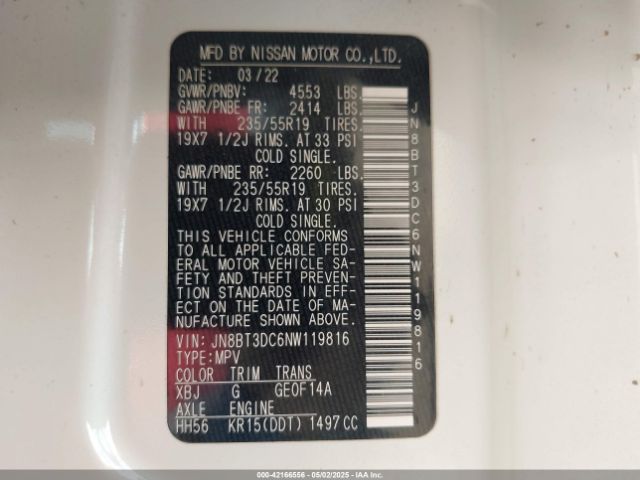 MFD BY NISSAN MOTOR CO.,LTD.
DATE: 03/22
GVWR/PNBV: 4553 LBS.
GAWR/PNBE FR: 2414 LBS.
WITH 235/55R19 TIRES.
19X7 1/2J RIMS. AT 33 PSI
COLD SINGLE.
GAWR/PNBE RR: 2260 LBS.
WITH 235/55R19 TIRES.
19X7 1/2J RIMS. AT 30 PSI
COLD SINGLE.
THIS VEHICLE CONFORMS
TO ALL APPLICABLE FED-
ERAL MOTOR VEHICLE SA-
FETY AND THEFT PREVEN-
TION STANDARDS IN EFF-
ECT ON THE DATE OF MA-
NUFACTURE SHOWN ABOVE.
VIN: JN8BT3DC6NW119816
TYPE:MPV
COLOR TRIM TRANS
XBJ G GE0F14A
AXLE ENGINE
HH56 KR15(DDT) 1497CC
JN8BT3DC6NW119816
000-42166556 - 05/02/2025 - iaai.com